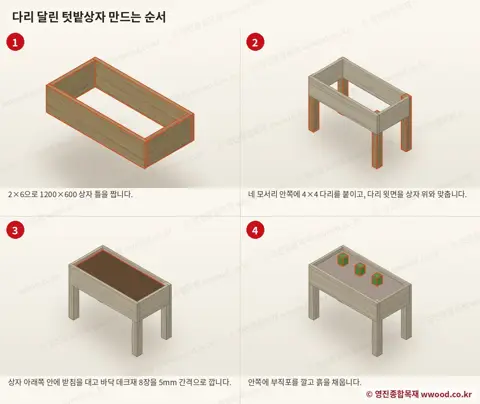 다리 달린 텃밭상자 만드는 순서
1
2
2×6으로 1200×600 상자 틀을 짭니다.
네 모서리 안쪽에 4×4 다리를 붙이고, 다리 윗면을 상자 위와 맞춥니다.
3
4
상자 아래쪽 안에 받침을 대고 바닥 데크재 8장을 5mm 간격으로 깝니다.
안쪽에 부직포를 깔고 흙을 채웁니다.
© 영진종합목재 wwood.co.kr